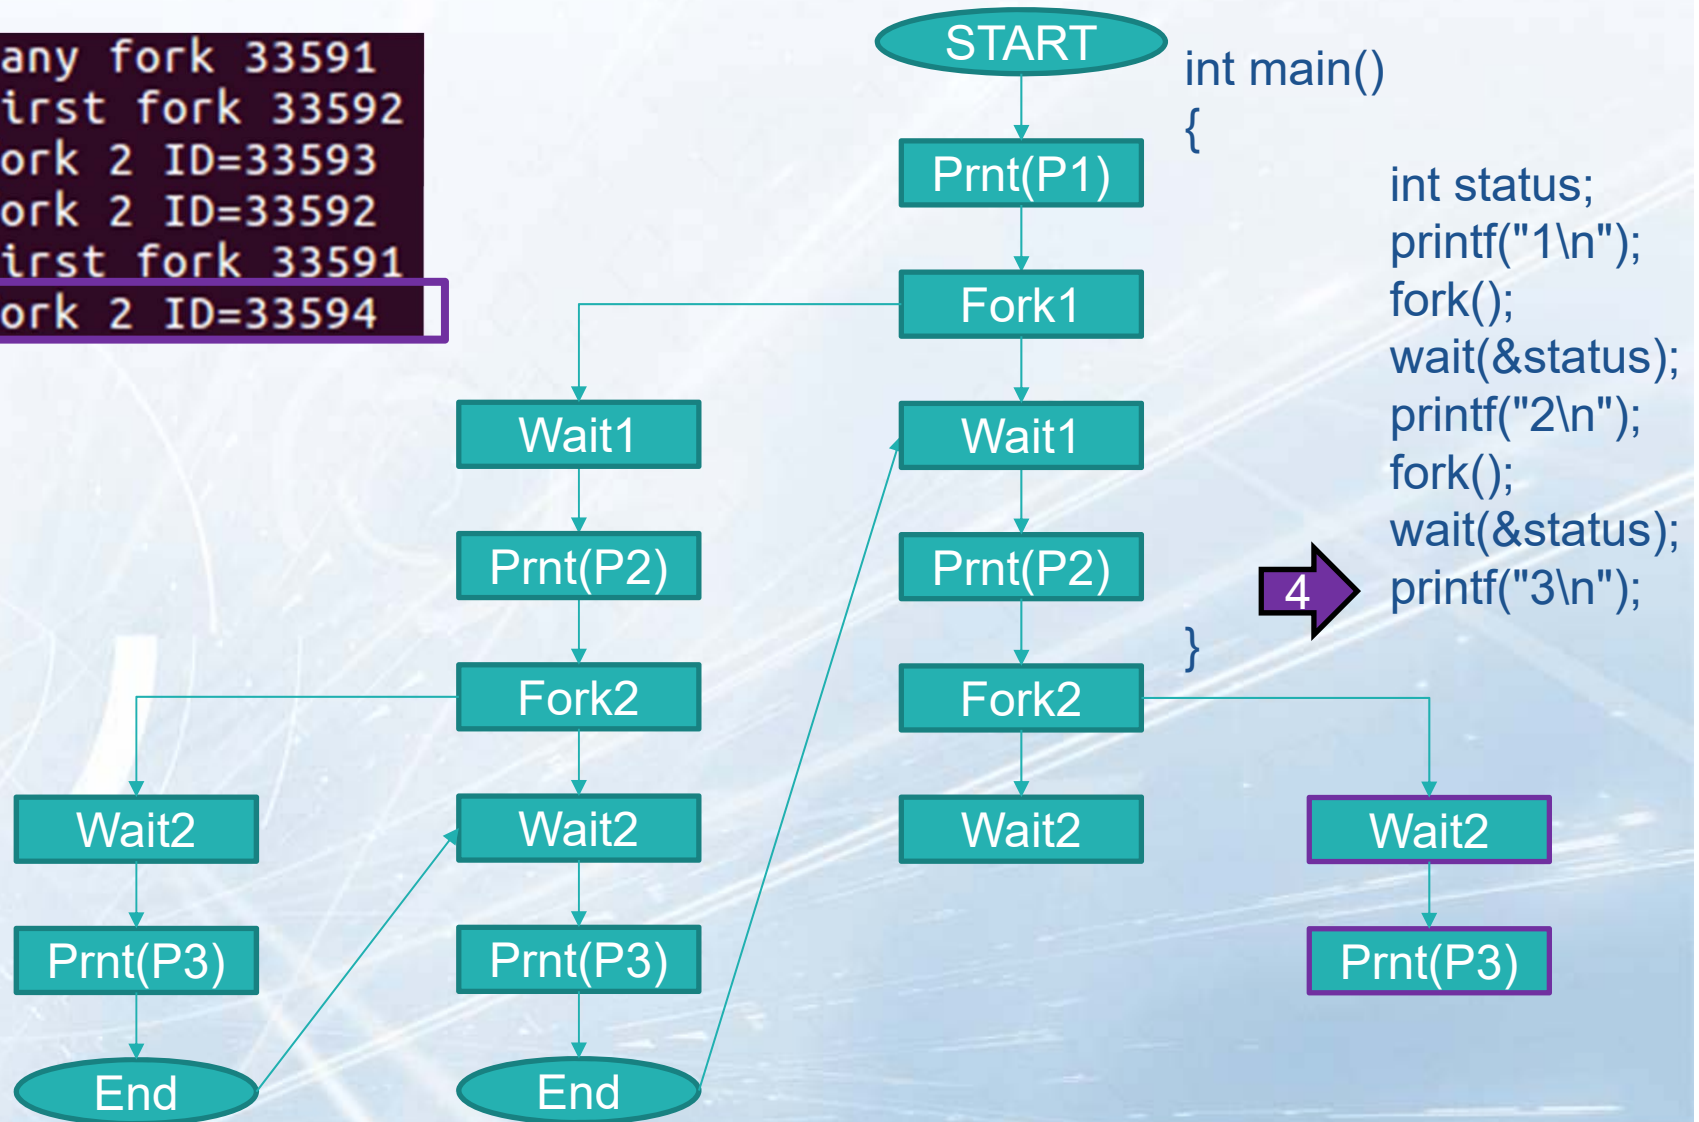 any fork 33591
irst fork 33592
ork 2 ID=33593
ork 2 ID=33592
irst fork 33591
ork 2 ID=33594
START
Prnt(P1)
Fork1
Wait1
Wait1
Prnt(P2)
Prnt(P2)
Fork2
Fork2
Wait2
Wait2
Wait2
Wait2
Prnt(P3)
Prnt(P3)
Prnt(P3)
End
End
int main()
{
int status;
printf("1\n");
fork();
wait(&status);
printf("2\n");
fork();
wait(&status);
4 printf("3\n");
}